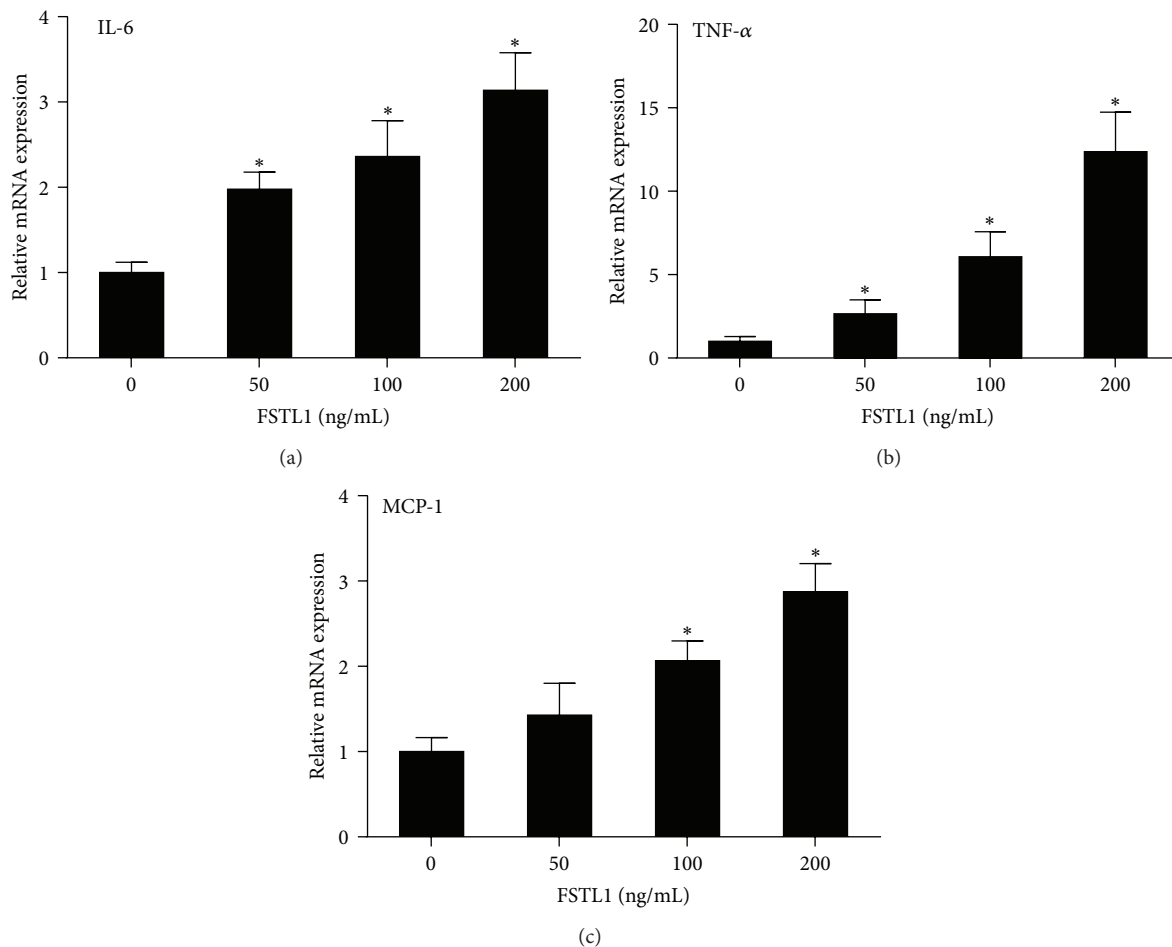 IL-6
Relative mRNA expression
4
3
2
1
0
*
*
*
0 50 100 200
FSTL1 (ng/mL)
(a)
TNF-α
Relative mRNA expression
20
15
10
5
0
*
*
*
0 50 100 200
FSTL1 (ng/mL)
(b)
MCP-1
Relative mRNA expression
4
3
2
1
0
*
*
0 50 100 200
FSTL1 (ng/mL)
(c)